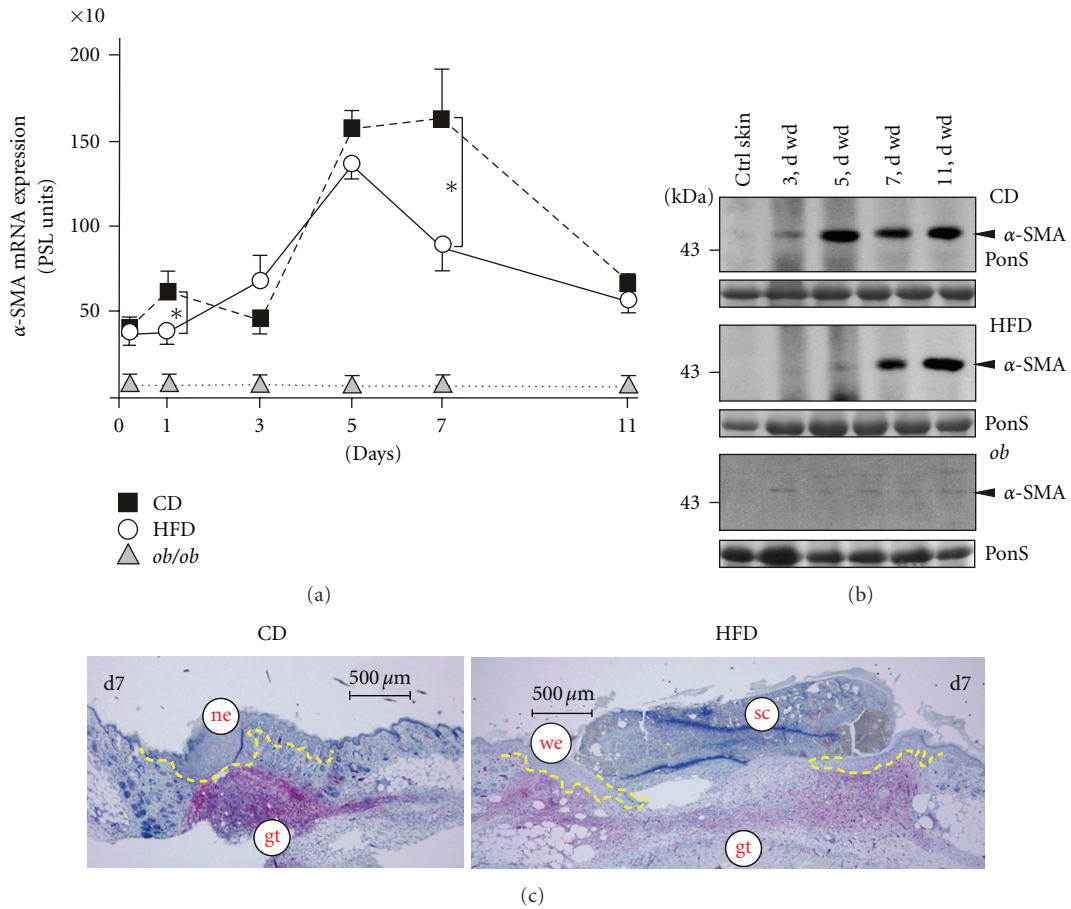 ×10
200
150
100
50
α-SMA mRNA expression
(PSL units)
*
*
0 1 3 5 7 11
(Days)
CD
HFD
ob/ob
(a)
Ctrl skin
3, d wd
5, d wd
7, d wd
11, d wd
(kDa)
CD
43
α-SMA
PonS
HFD
43
α-SMA
PonS
ob
43
α-SMA
PonS
(b)
CD
d7
500 μm
ne
gt
HFD
500 μm
d7
we
sc
gt
(c)